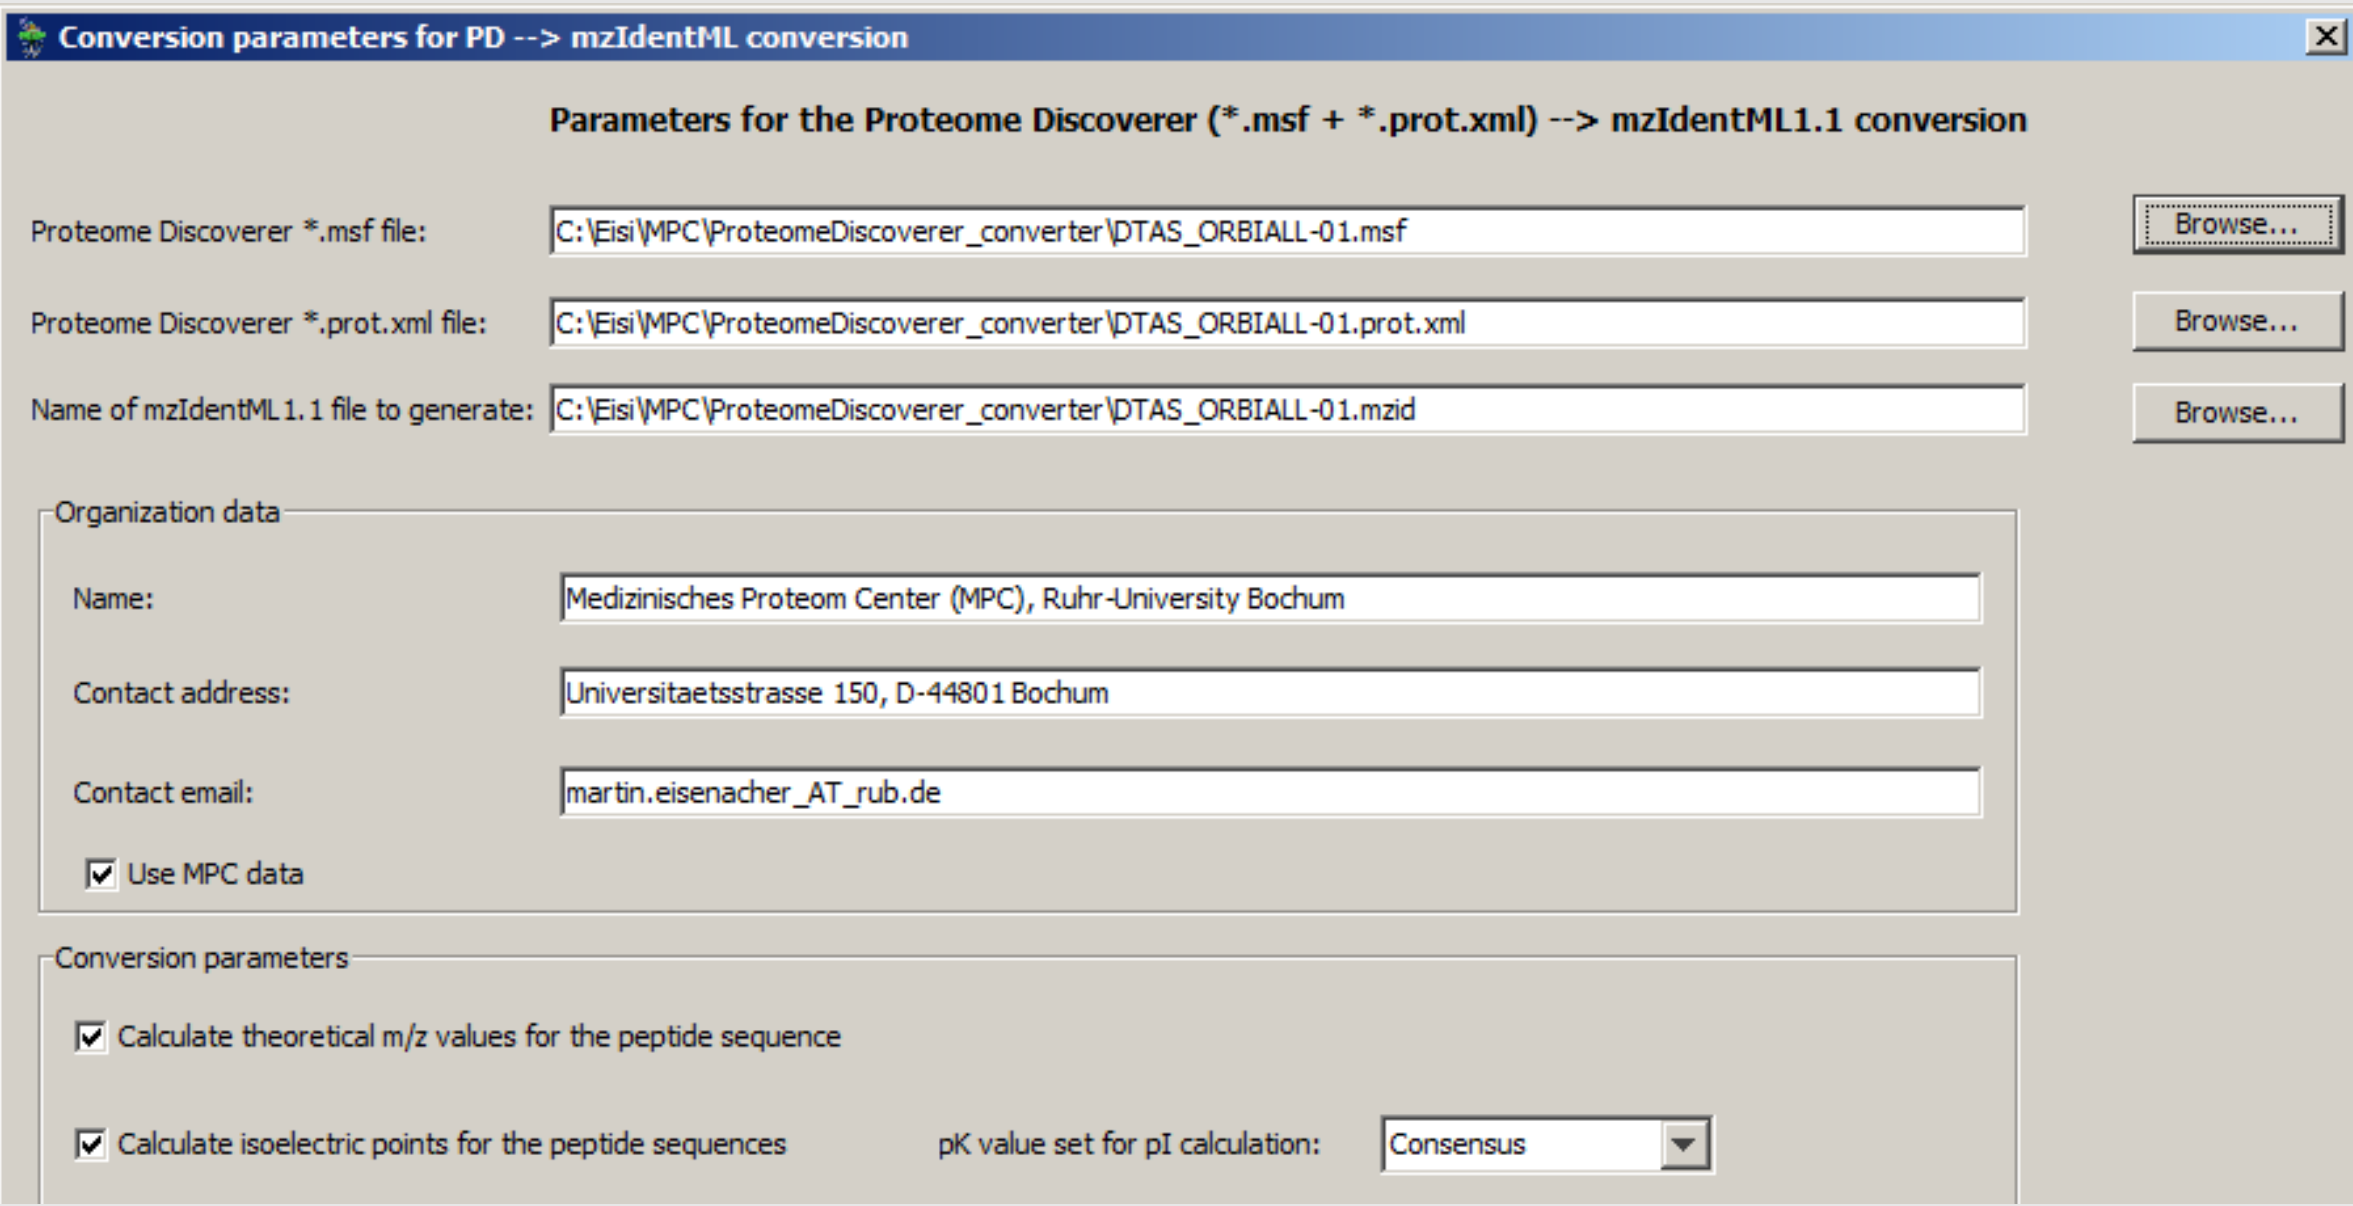 Conversion parameters for PD --> mzIdentML conversion
Parameters for the Proteome Discoverer (*.msf + *.prot.xml) --> mzIdentML1.1 conversion
Proteome Discoverer *.msf file: C:\Eisi\MPC\ProteomeDiscoverer_converter\DTAS_ORBIALL-01.msf Browse...
Proteome Discoverer *.prot.xml file: C:\Eisi\MPC\ProteomeDiscoverer_converter\DTAS_ORBIALL-01.prot.xml Browse...
Name of mzIdentML1.1 file to generate: C:\Eisi\MPC\ProteomeDiscoverer_converter\DTAS_ORBIALL-01.mzid Browse...
Organization data
Name: Medizinisches Proteom Center (MPC), Ruhr-University Bochum
Contact address: Universitaetsstrasse 150, D-44801 Bochum
Contact email: martin.eisenacher_AT_rub.de
Use MPC data
Conversion parameters
Calculate theoretical m/z values for the peptide sequence
Calculate isoelectric points for the peptide sequences pK value set for pI calculation: Consensus